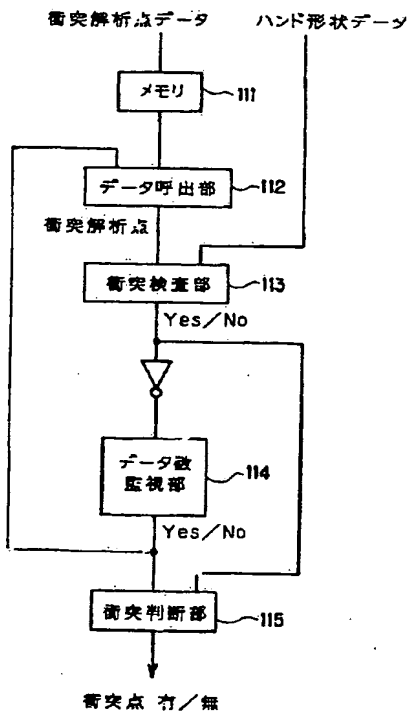 衝突解析点データ ハンド形状データ
メモリ 111
データ呼出部 112
衝突解析点
衝突検査部 113
Yes/No
データ数
監視部 114
Yes/No
衝突判断部 115
衝突点 有/無